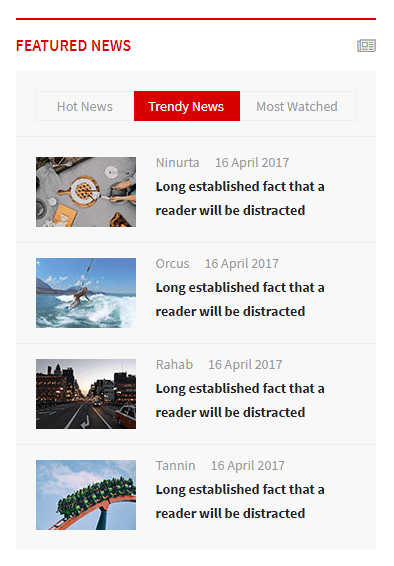 FEATURED NEWS
Hot News Trendy News Most Watched
Ninurta 16 April 2017
Long established fact that a
reader will be distracted
Orcus 16 April 2017
Long established fact that a
reader will be distracted
Rahab 16 April 2017
Long established fact that a
reader will be distracted
Tannin 16 April 2017
Long established fact that a
reader will be distracted